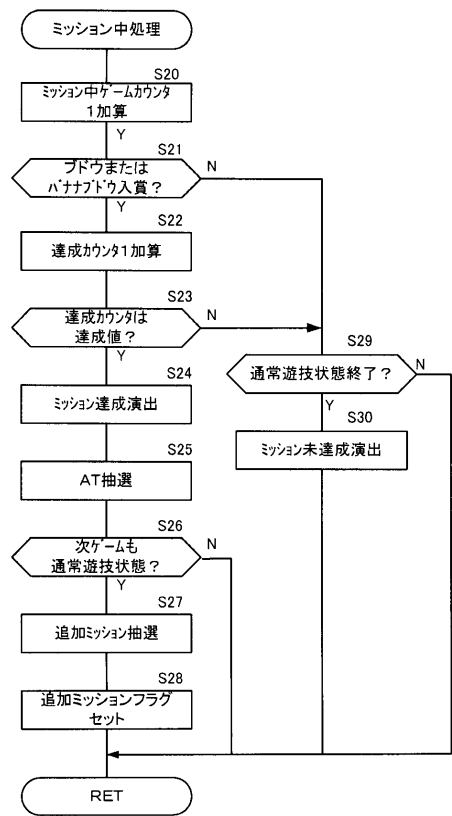 ミッション中処理
S20
ミッション中ゲームカウンタ
1加算
Y
S21
ブドウまたは
バナナブドウ入賞？
N
Y
S22
達成カウンタ1加算
S23
達成カウンタは
達成値？
N
Y
S29
通常遊技状態終了？
N
Y
S24
ミッション達成演出
S30
ミッション未達成演出
S25
AT抽選
S26
次ゲームも
通常遊技状態？
N
Y
S27
追加ミッション抽選
S28
追加ミッションフラグ
セット
RET